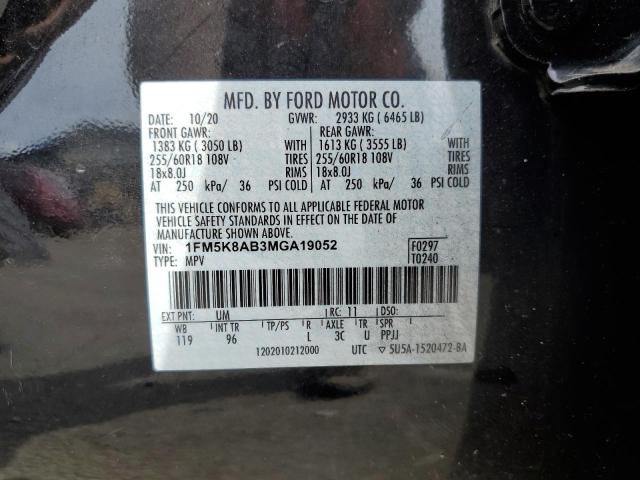 MFD. BY FORD MOTOR CO.
DATE: 10/20 GVWR: 2933 KG ( 6465 LB)
FRONT GAWR: REAR GAWR:
1383 KG ( 3050 LB) WITH 1613 KG ( 3555 LB) WITH
255/60R18 108V TIRES 255/60R18 108V TIRES
18x8.0J RIMS 18x8.0J RIMS
AT 250 kPa/ 36 PSI COLD AT 250 kPa/ 36 PSI COLD
THIS VEHICLE CONFORMS TO ALL APPLICABLE FEDERAL MOTOR
VEHICLE SAFETY STANDARDS IN EFFECT ON THE DATE OF
MANUFACTURE SHOWN ABOVE.
VIN: 1FM5K8AB3MGA19052 F0297
TYPE: MPV T0240
EXT PNT: UM RC: 11 DSO:
WB INT TR TP/PS R AXLE TR SPR
119 96 L 3C U PPJJ
1202010212000 UTC ▽ 5U5A-1520472-BA